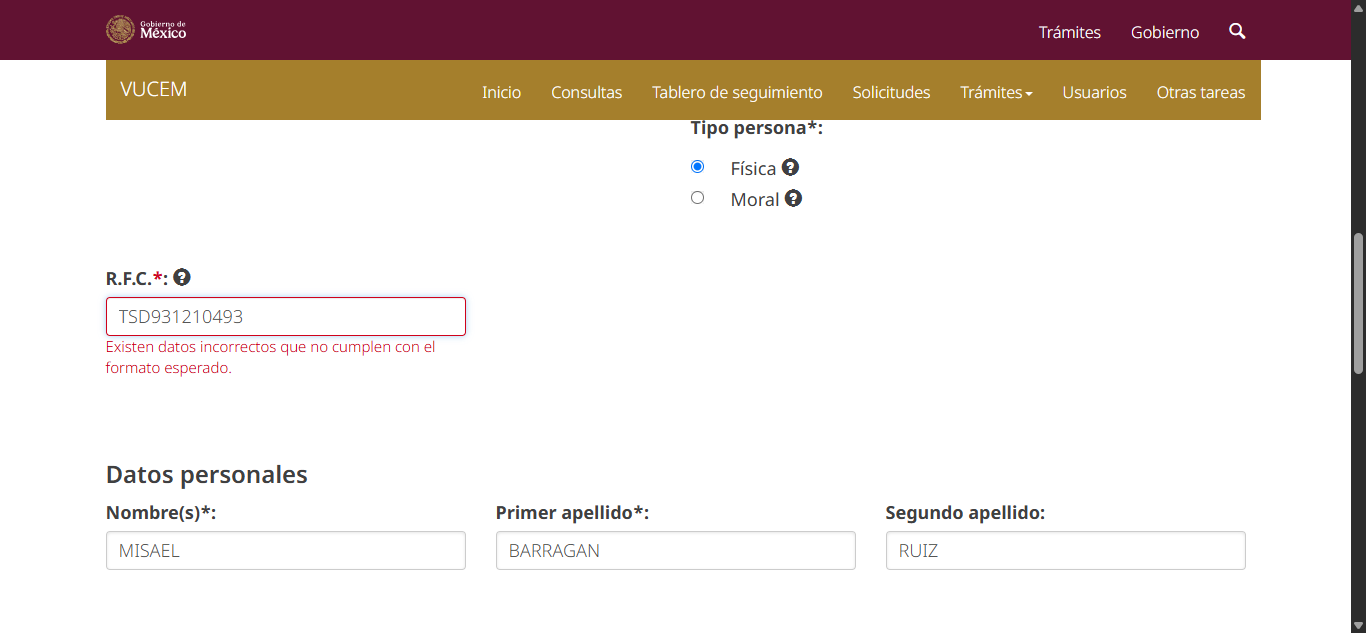 Gobierno de
México
Trámites Gobierno
VUCEM
Inicio Consultas Tablero de seguimiento Solicitudes Trámites Usuarios Otras tareas
Tipo persona*:
Física ?
Moral ?
R.F.C.*: ?
TSD931210493
Existen datos incorrectos que no cumplen con el
formato esperado.
Datos personales
Nombre(s)*: Primer apellido*: Segundo apellido:
MISAEL BARRAGAN RUIZ